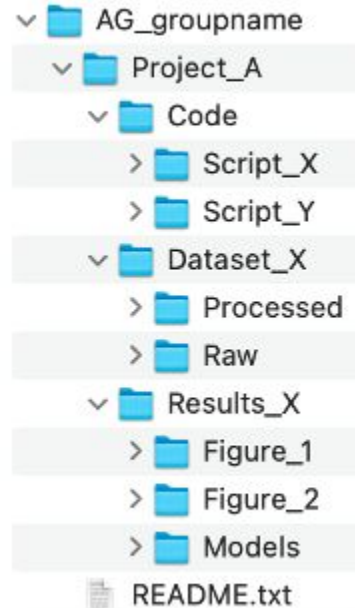 AG_groupname
Project_A
Code
Script_X
Script_Y
Dataset_X
Processed
Raw
Results_X
Figure_1
Figure_2
Models
README.txt